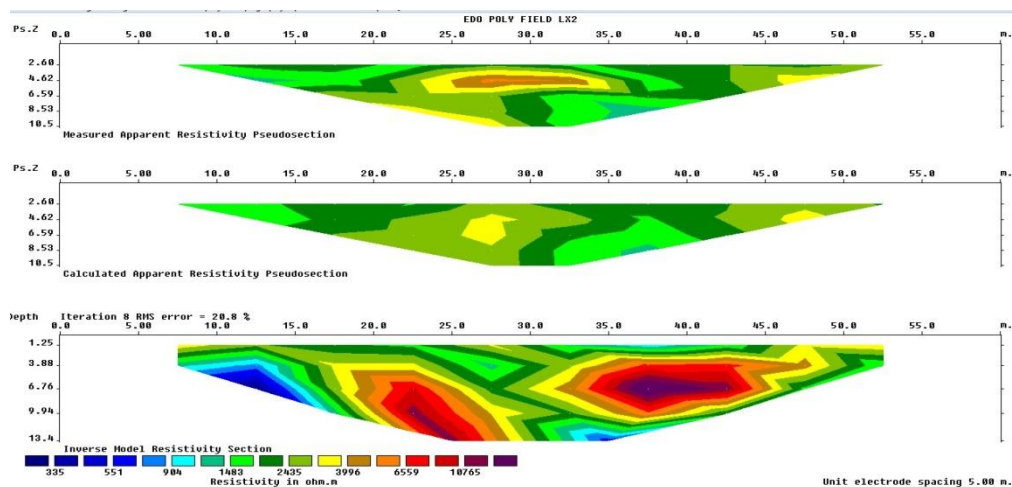 EDO POLY FIELD LX2
Ps.Z 0.0 5.00 10.0 15.0 20.0 25.0 30.0 35.0 40.0 45.0 50.0 55.0 m.
2.60
4.62
6.59
8.53
10.5
Measured Apparent Resistivity Pseudosection
Ps.Z 0.0 5.00 10.0 15.0 20.0 25.0 30.0 35.0 40.0 45.0 50.0 55.0 m.
2.60
4.62
6.59
8.53
10.5
Calculated Apparent Resistivity Pseudosection
Depth Iteration 8 RMS error = 20.8 %
0.0 5.00 10.0 15.0 20.0 25.0 30.0 35.0 40.0 45.0 50.0 55.0 m.
1.25
3.88
6.76
9.94
13.4
Inverse Model Resistivity Section
335 551 904 1483 2435 3996 6559 10765
Resistivity in ohm.m Unit electrode spacing 5.00 m.